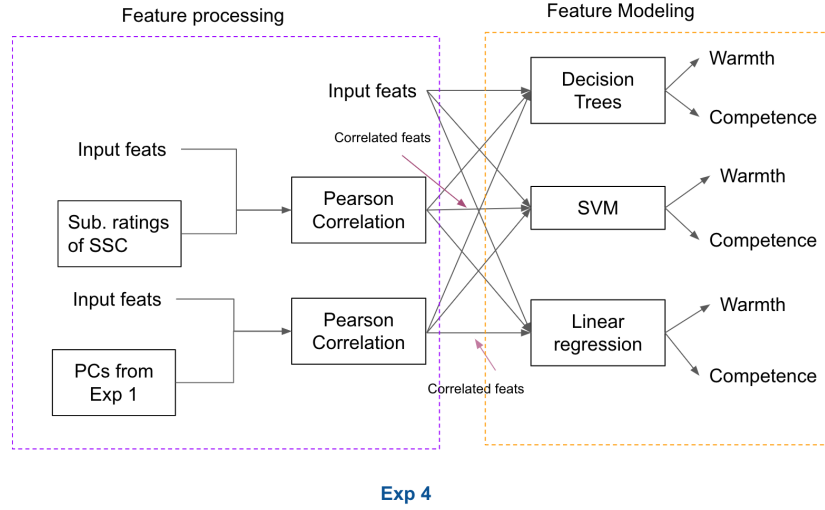 Feature processing
Feature Modeling
Input feats
Correlated feats
Input feats
Sub. ratings
of SSC
Pearson
Correlation
Input feats
PCs from
Exp 1
Pearson
Correlation
Correlated feats
Decision
Trees
Warmth
Competence
SVM
Warmth
Competence
Linear
regression
Warmth
Competence
Exp 4